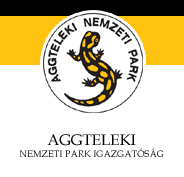 AGGTELEKI NEMZETI PARK
AGGTELEKI
NEMZETI PARK IGAZGATÓSÁG